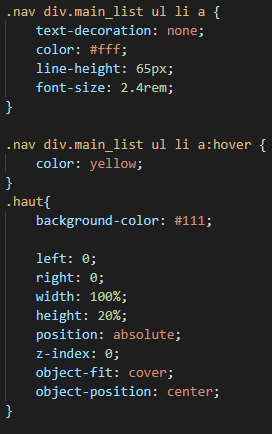 .nav div.main_list ul li a {
text-decoration: none;
color: #fff;
line-height: 65px;
font-size: 2.4rem;
}
.nav div.main_list ul li a:hover {
color: yellow;
}
.haut{
background-color: #111;
left: 0;
right: 0;
width: 100%;
height: 20%;
position: absolute;
z-index: 0;
object-fit: cover;
object-position: center;
}